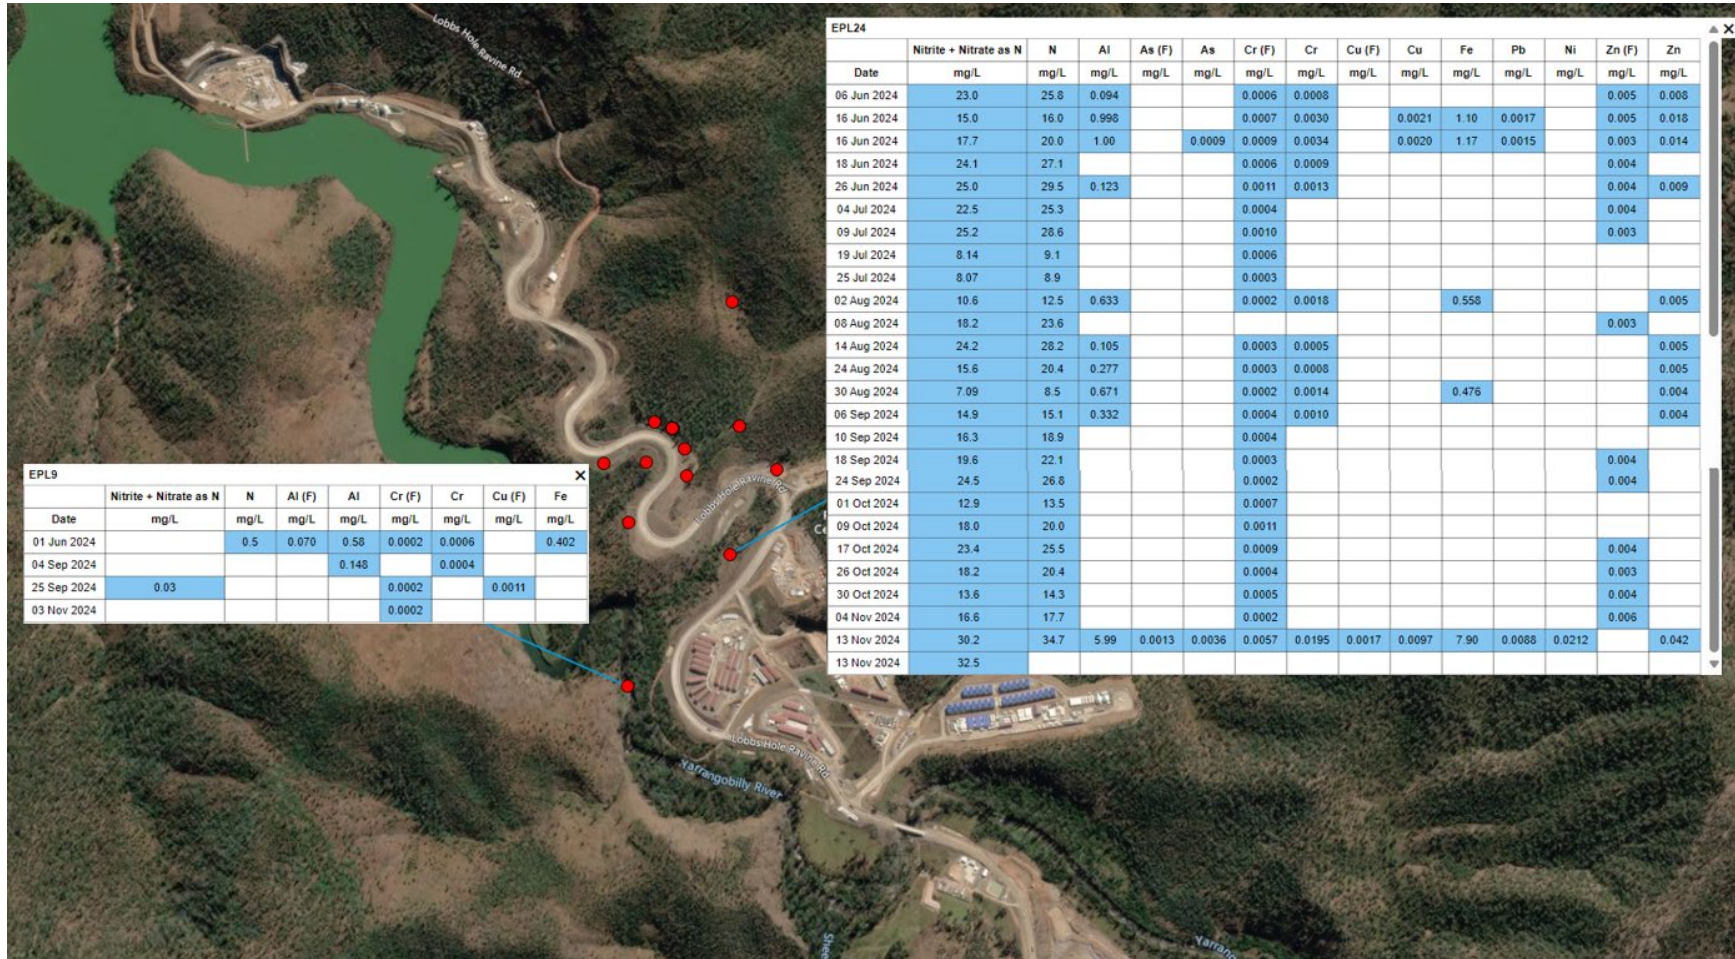 Lobbs Hole Ravine Rd
EPL24
Nitrite + Nitrate as N N Al As (F) As Cr (F) Cr Cu (F) Cu Fe Pb Ni Zn (F) Zn
Date mg/L mg/L mg/L mg/L mg/L mg/L mg/L mg/L mg/L mg/L mg/L mg/L mg/L mg/L
06 Jun 2024 23.0 25.8 0.094 0.0006 0.0008 0.005 0.008
16 Jun 2024 15.0 16.0 0.998 0.0007 0.0030 0.0021 1.10 0.0017 0.005 0.018
16 Jun 2024 17.7 20.0 1.00 0.0009 0.0009 0.0034 0.0020 1.17 0.0015 0.003 0.014
18 Jun 2024 24.1 27.1 0.0006 0.0009 0.004
26 Jun 2024 25.0 29.5 0.123 0.0011 0.0013 0.004 0.009
04 Jul 2024 22.5 25.3 0.0004 0.004
09 Jul 2024 25.2 28.6 0.0010 0.003
19 Jul 2024 8.14 9.1 0.0006
25 Jul 2024 8.07 8.9 0.0003
02 Aug 2024 10.6 12.5 0.633 0.0002 0.0018 0.558 0.005
08 Aug 2024 18.2 23.6 0.003
14 Aug 2024 24.2 28.2 0.105 0.0003 0.0005 0.005
24 Aug 2024 15.6 20.4 0.277 0.0003 0.0008 0.005
30 Aug 2024 7.09 8.5 0.671 0.0002 0.0014 0.476 0.004
06 Sep 2024 14.9 15.1 0.332 0.0004 0.0010 0.004
10 Sep 2024 16.3 18.9 0.0004
18 Sep 2024 19.6 22.1 0.0003 0.004
24 Sep 2024 24.5 26.8 0.0002 0.004
01 Oct 2024 12.9 13.5 0.0007
09 Oct 2024 18.0 20.0 0.0011
17 Oct 2024 23.4 25.5 0.0009 0.004
26 Oct 2024 18.2 20.4 0.0004 0.003
30 Oct 2024 13.6 14.3 0.0005 0.004
04 Nov 2024 16.6 17.7 0.0002 0.006
13 Nov 2024 30.2 34.7 5.99 0.0013 0.0036 0.0057 0.0195 0.0017 0.0097 7.90 0.0088 0.0212 0.042
13 Nov 2024 32.5
EPL9
Nitrite + Nitrate as N N Al (F) Al Cr (F) Cr Cu (F) Fe
Date mg/L mg/L mg/L mg/L mg/L mg/L mg/L mg/L
01 Jun 2024 0.5 0.070 0.58 0.0002 0.0006 0.402
04 Sep 2024 0.148 0.0004
25 Sep 2024 0.03 0.0002 0.0011
03 Nov 2024 0.0002
Lobbs Hole Ravine Rd
Lobbs Hole Ravine Rd
Yarrangobilly River